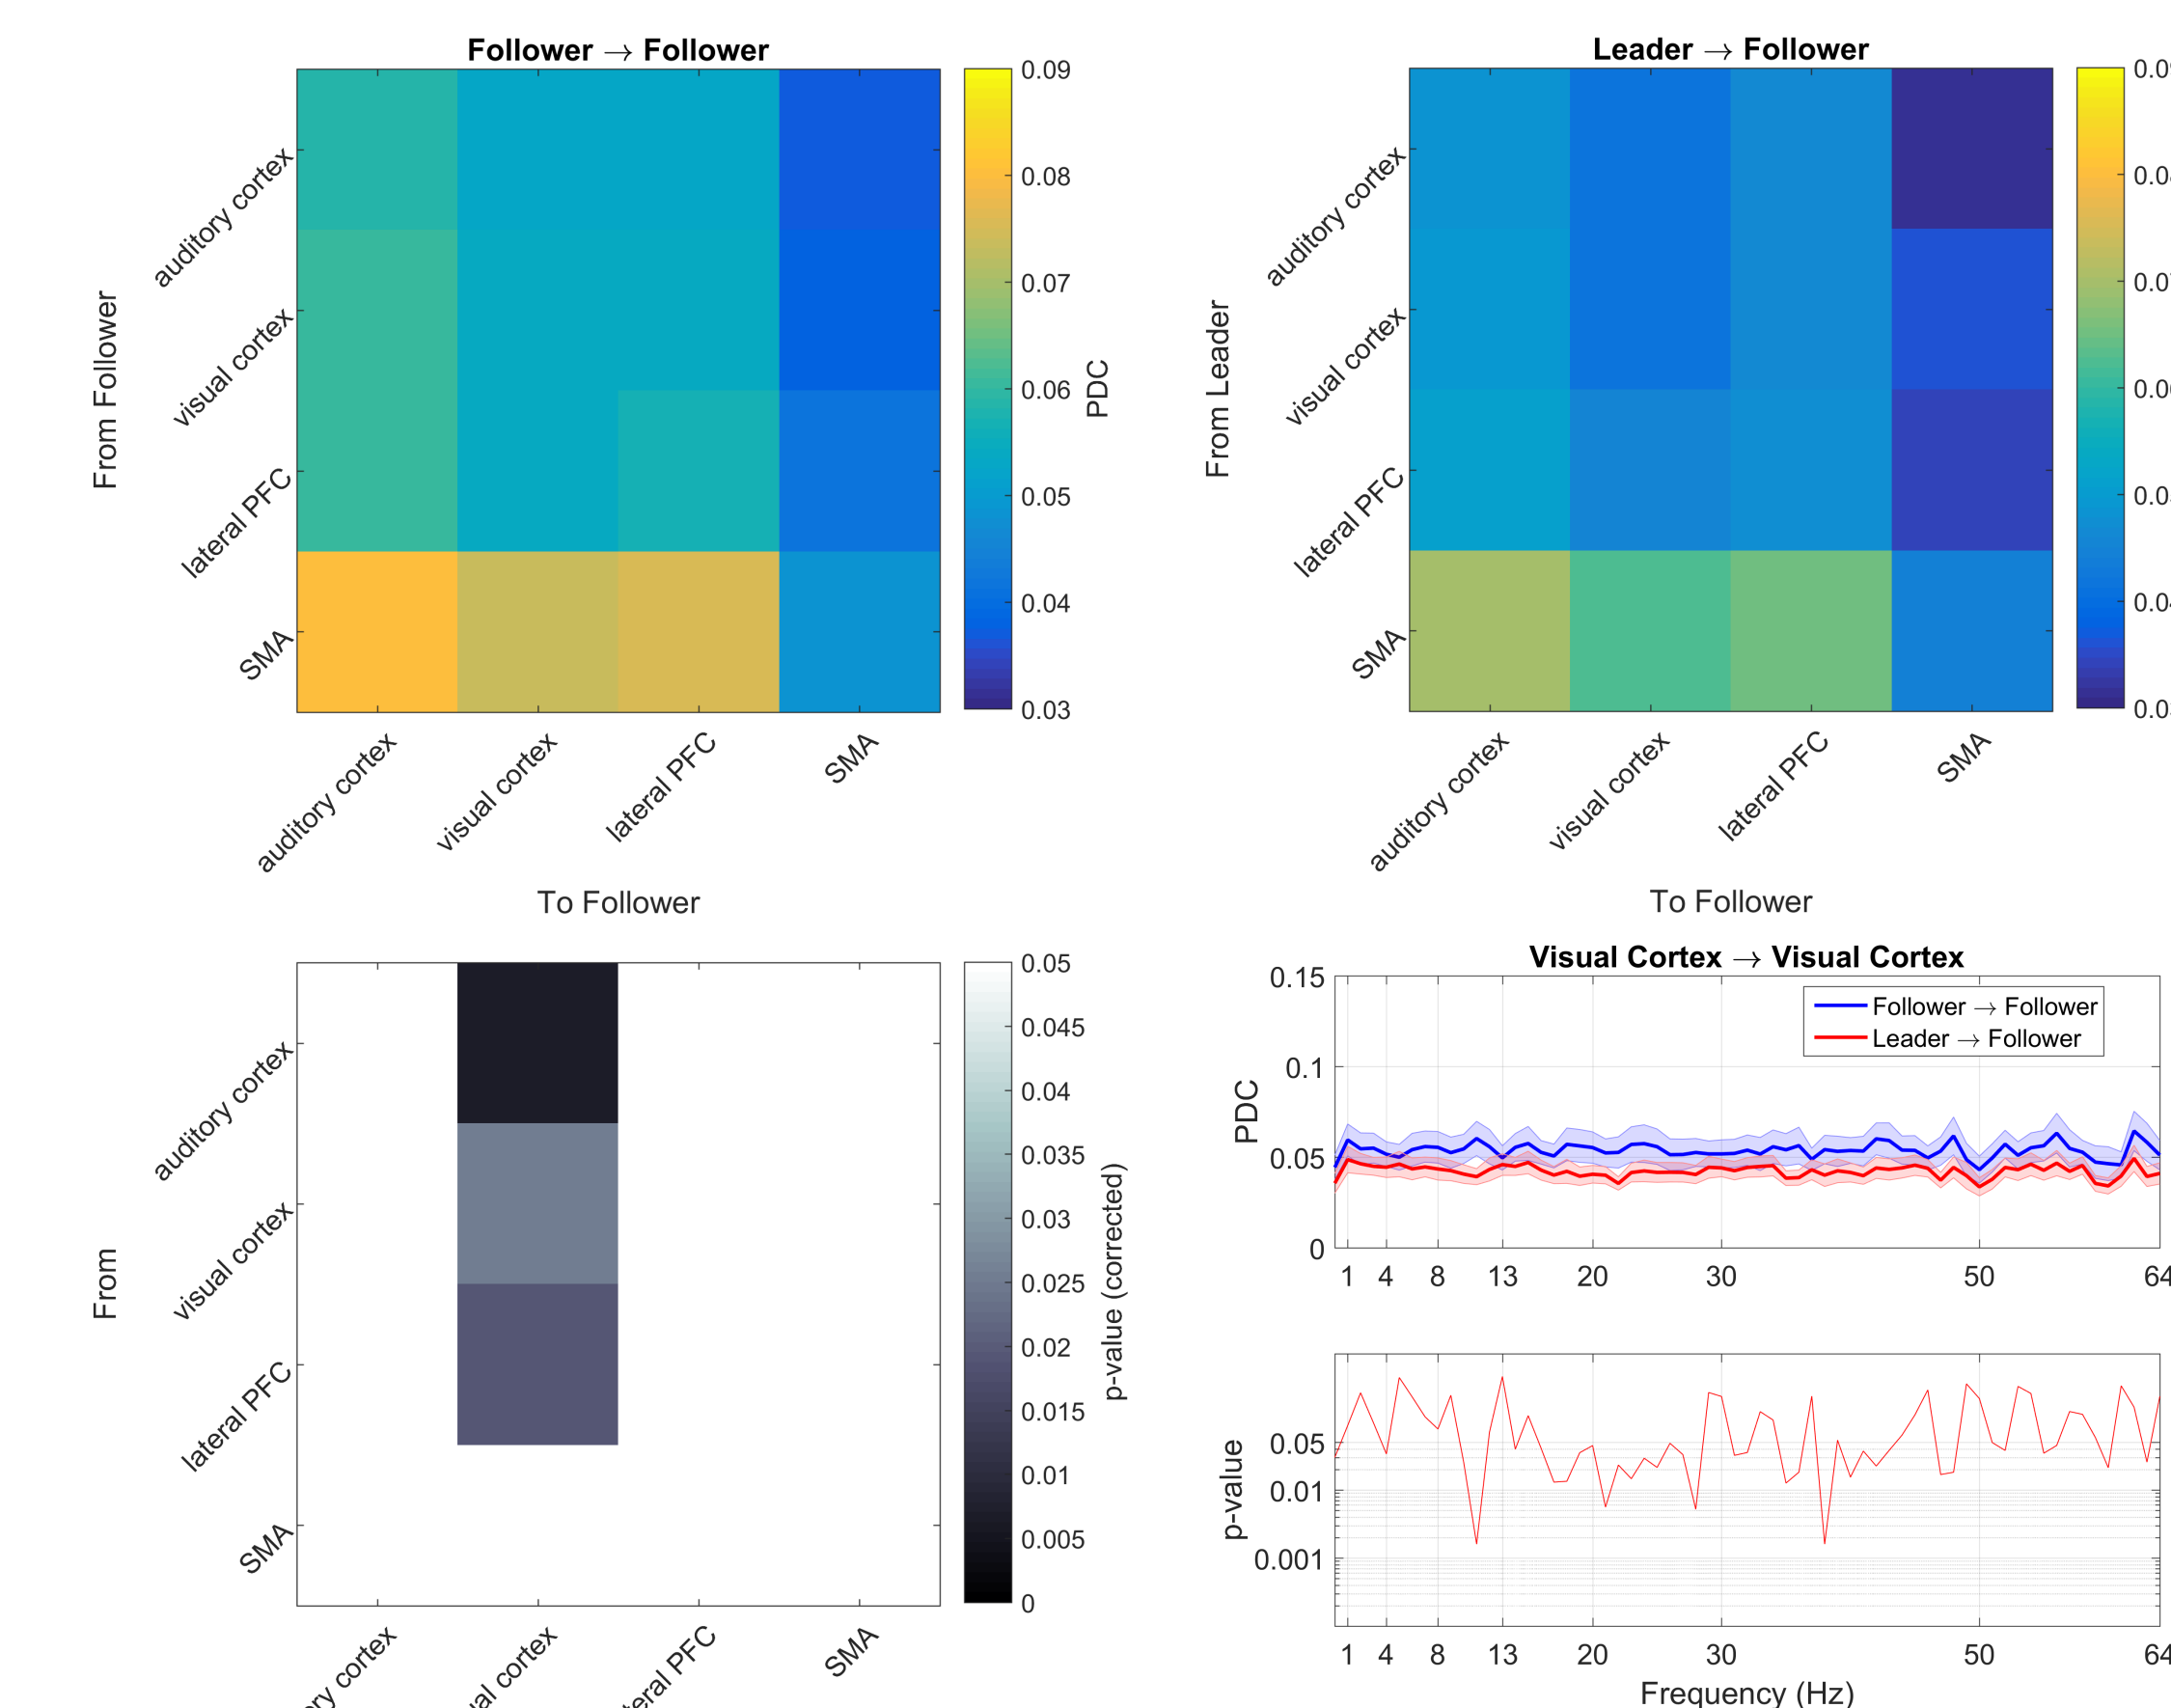 Follower → Follower
0.09
0.08
0.07
0.06
0.05
0.04
0.03
PDC
From Follower
auditory cortex
visual cortex
lateral PFC
SMA
auditory cortex
visual cortex
lateral PFC
SMA
To Follower
Leader → Follower
From Leader
auditory cortex
visual cortex
lateral PFC
SMA
auditory cortex
visual cortex
lateral PFC
SMA
To Follower
From
auditory cortex
visual cortex
lateral PFC
SMA
cortex
cortex
PFC
SMA
0.05
0.045
0.04
0.035
0.03
0.025
0.02
0.015
0.01
0.005
0
p-value (corrected)
Visual Cortex → Visual Cortex
Follower → Follower
Leader → Follower
PDC
0.15
0.1
0.05
0
1 4 8 13 20 30 50 64
p-value
0.05
0.01
0.001
1 4 8 13 20 30 50 64
Frequency (Hz)